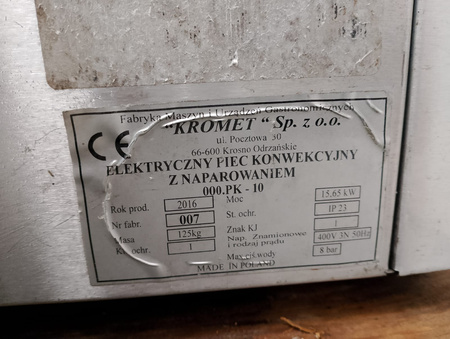 Fabryka Maszyn i Urządzeń Gastronomicznych
"KROMET" Sp. z o.o.
ul. Pocztowa 30
66-600 Krosno Odrzańskie
CE
ELEKTRYCZNY PIEC KONWEKCYJNY
Z NAPAROWANIEM
000.PK - 10
Rok prod. 2016 Moc 15,65 kW
Nr fabr. 007 St. ochr. IP 23
Masa 125kg Znak KJ 1
Kl. ochr. 1 Nap. Znamionowe i rodzaj prądu 400V 3N 50Hz
Max ciś.wody 8 bar
MADE IN POLAND